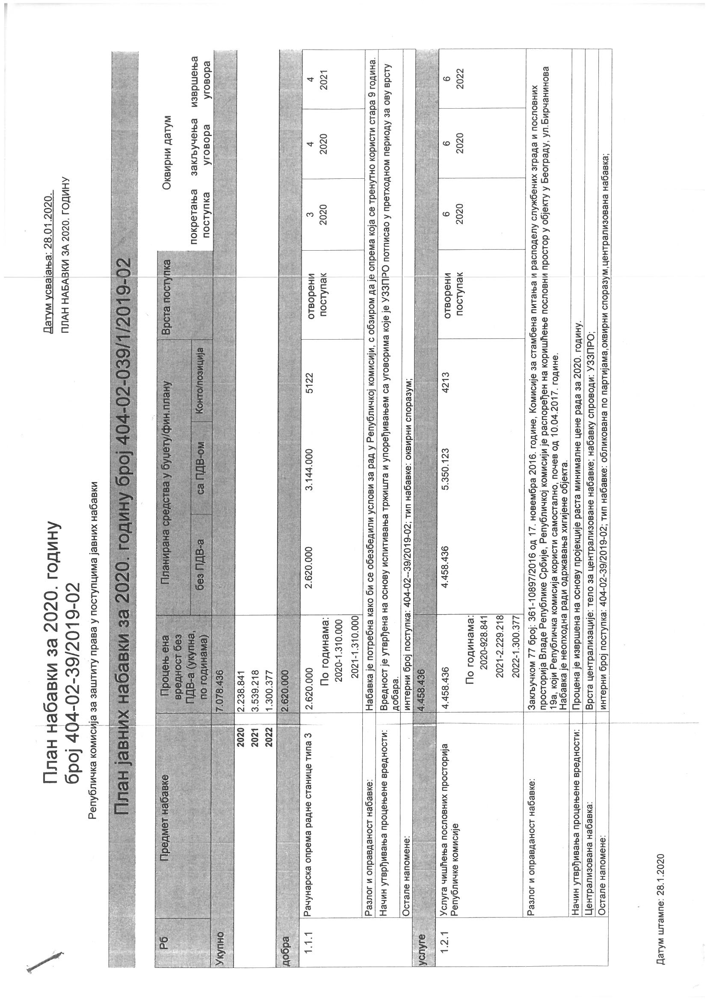 План набавки за 2020. годину
број 404-02-39/2019-02
Републичка комисија за заштиту права у поступцима јавних набавки
Датум усвајања: 28.01.2020.
ПЛАН НАБАВКИ ЗА 2020. ГОДИНУ
План јавних набавки за 2020. годину број 404-02-039/1/2019-02
Рб
Предмет набавке
Процењ ена
вредност без
ПДВ-а (укупна,
по годинама)
Планирана средства у буџету/фин.плану
без ПДВ-а
са ПДВ-ом
Конто/позиција
Врста поступка
Оквирни датум
покретања закључења извршења
поступка уговора уговора
Укупно 7.078.436
2020 2.238.841
2021 3.539.218
2022 1.300.377
добра 2.620.000
1.1.1 Рачунарска опрема радне станице типа 3 2.620.000 2.620.000 3.144.000 5122 отворени 3 4 4
поступак 2020 2020 2021
По годинама:
2020-1.310.000
2021-1.310.000
Разлог и оправданост набавке: Набавка је потребна како би се обезбедили услови за рад у Републичкој комисији, с обзиром да је опрема која се тренутно користи стара 9 година.
Начин утврђивања процењене вредности: Вредност је утврђена на основу испитивања тржишта и упоређивањем са уговорима које је УЗЗПРО потписао у претходном периоду за ову врсту
добара.
Остале напомене: интерни број поступка: 404-02--39/2019-02; тип набавке: оквирни споразум;
услуге 4.458.436
1.2.1 Услуга чишћења пословних просторија 4.458.436 4.458.436 5.350.123 4213 отворени 6 6 6
Републичке комисије поступак 2020 2020 2022
По годинама:
2020-928.841
2021-2.229.218
2022-1.300.377
Разлог и оправданост набавке: Закључком 77 број: 361-10897/2016 од 17. новембра 2016. године, Комисије за стамбена питања и расподелу службених зграда и пословних
просторија Владе Републике Србије, Републичкој комисији је распоређен на коришћење пословни простор у објекту у Београду, ул.Бирчанинова
19а, који Републичка комисија користи самостално, почев од 10.04.2017. године.
Набавка је неопходна ради одржавања хигијене објекта.
Начин утврђивања процењене вредности: Процена је извршена на основу пројекције раста минималне цене рада за 2020. годину.
Централизована набавка: Врста централизације: тело за централизоване набавке; набавку спроводи: УЗЗПРО;
Остале напомене: интерни број поступка: 404-02-39/2019-02; тип набавке: обликована по партијама,оквирни споразум,централизована набавка;
Датум штампе: 28.1.2020